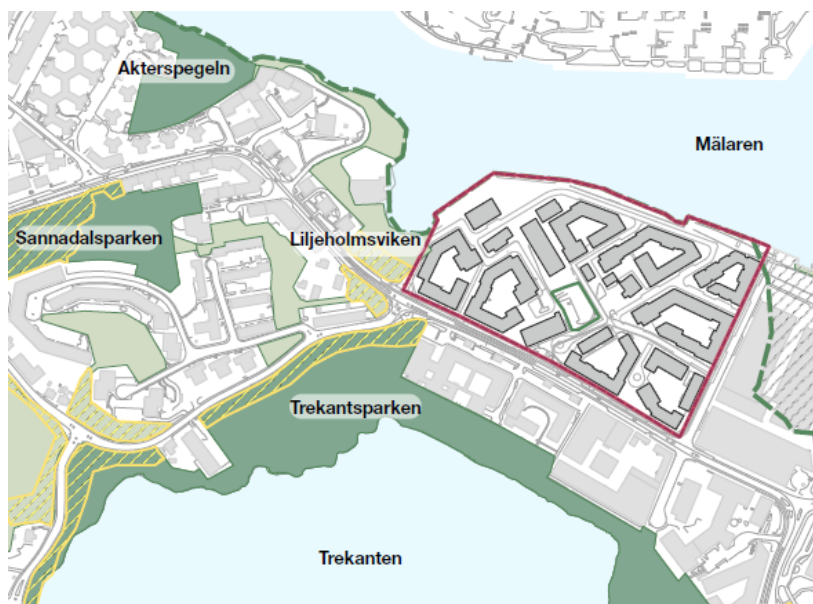 Akterspegeln
Mälaren
Sannadalsparken
Liljeholmsviken
Trekantsparken
Trekanten